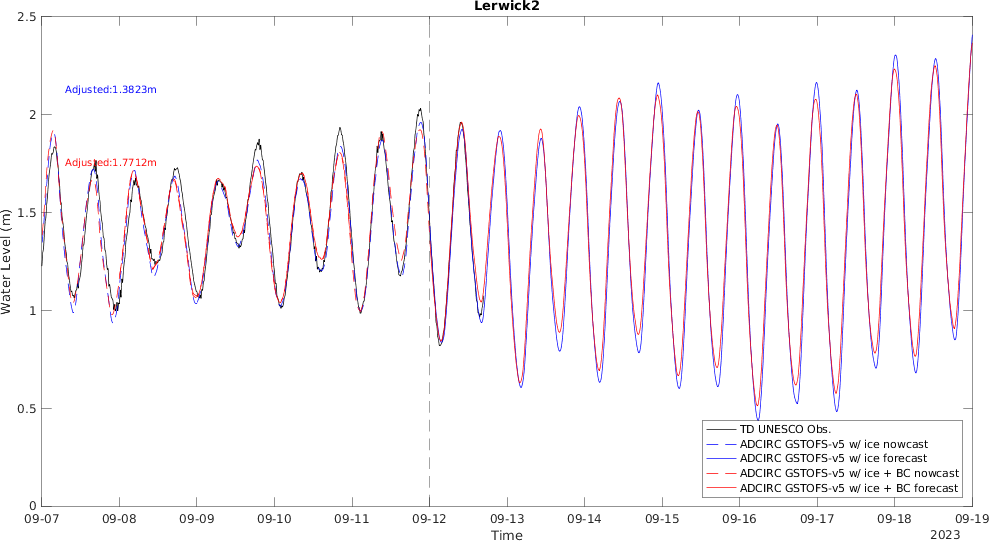 Lerwick2
2.5
2
1.5
1
0.5
0
Water Level (m)
Adjusted:1.3823m
Adjusted:1.7712m
TD UNESCO Obs.
ADCIRC GSTOFS-v5 w/ ice nowcast
ADCIRC GSTOFS-v5 w/ ice forecast
ADCIRC GSTOFS-v5 w/ ice + BC nowcast
ADCIRC GSTOFS-v5 w/ ice + BC forecast
09-07 09-08 09-09 09-10 09-11 09-12 09-13 09-14 09-15 09-16 09-17 09-18 09-19
Time
2023